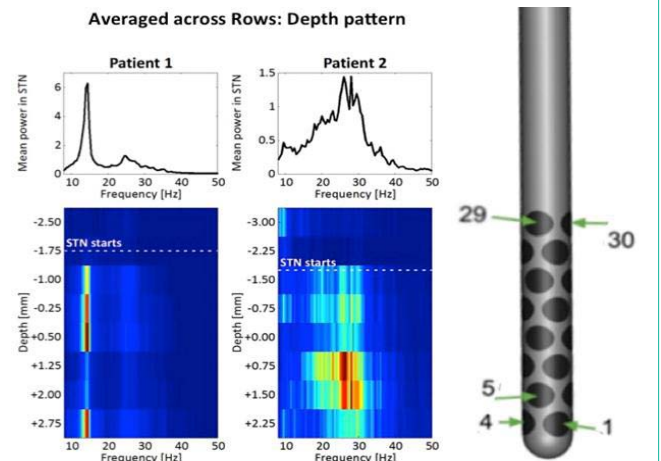 Averaged across Rows: Depth pattern
Patient 1
Mean power in STN
6
4
2
0
10 20 30 40 50
Frequency [Hz]
Patient 2
Mean power in STN
1.5
1
0.5
0
10 20 30 40 50
Frequency [Hz]
Depth [mm]
-2.50
-1.75
STN starts
-1.00
-0.25
+0.50
+1.25
+2.00
+2.75
10 20 30 40 50
Frequency [Hz]
Depth [mm]
-3.00
-2.25
STN starts
-1.50
-0.75
+0.00
+0.75
+1.50
+2.25
10 20 30 40 50
Frequency [Hz]
29
30
5
4
1